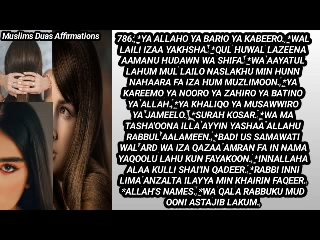 Muslims Duas Affirmations
786.,*YA ALLAHO YA BARIO YA KABEERO.,*WAL
LAILI IZAA YAKHSHA.,*QUL HUWAL LAZEENA
AAMANU HUDAWN WA SHIFA.,*WA AAYATUL
LAHUM MUL LAILO NASLAKHU MIN HUNN
NAHAARA FA IZA HUM MUZLIMOON.,*YA
KAREEMO YA NOORO YA ZAHIRO YA BATINO
YA ALLAH.,*YA KHALIQO YA MUSAWWIRO
YA JAMEELO.,*SURAH KOSAR.,*WA MA
TASHA'OONA ILLA AYYIN YASHAA ALLAHU
RABBUL'AALAMEEN.,*BADI US SAMAWATI
WAL'ARD WA IZA QAZAA AMRAN FA IN NAMA
YAQOOLU LAHU KUN FAYAKOON.,*INNALLAHA
ALAA KULLI SHAI'IN QADEER.,*RABBI INNI
LIMA ANZALTA ILAYYA MIN KHAIRIN FAQEER.
*ALLAH'S NAMES.,*WA QALA RABBUKU MUD
OONI ASTAJIB LAKUM.,